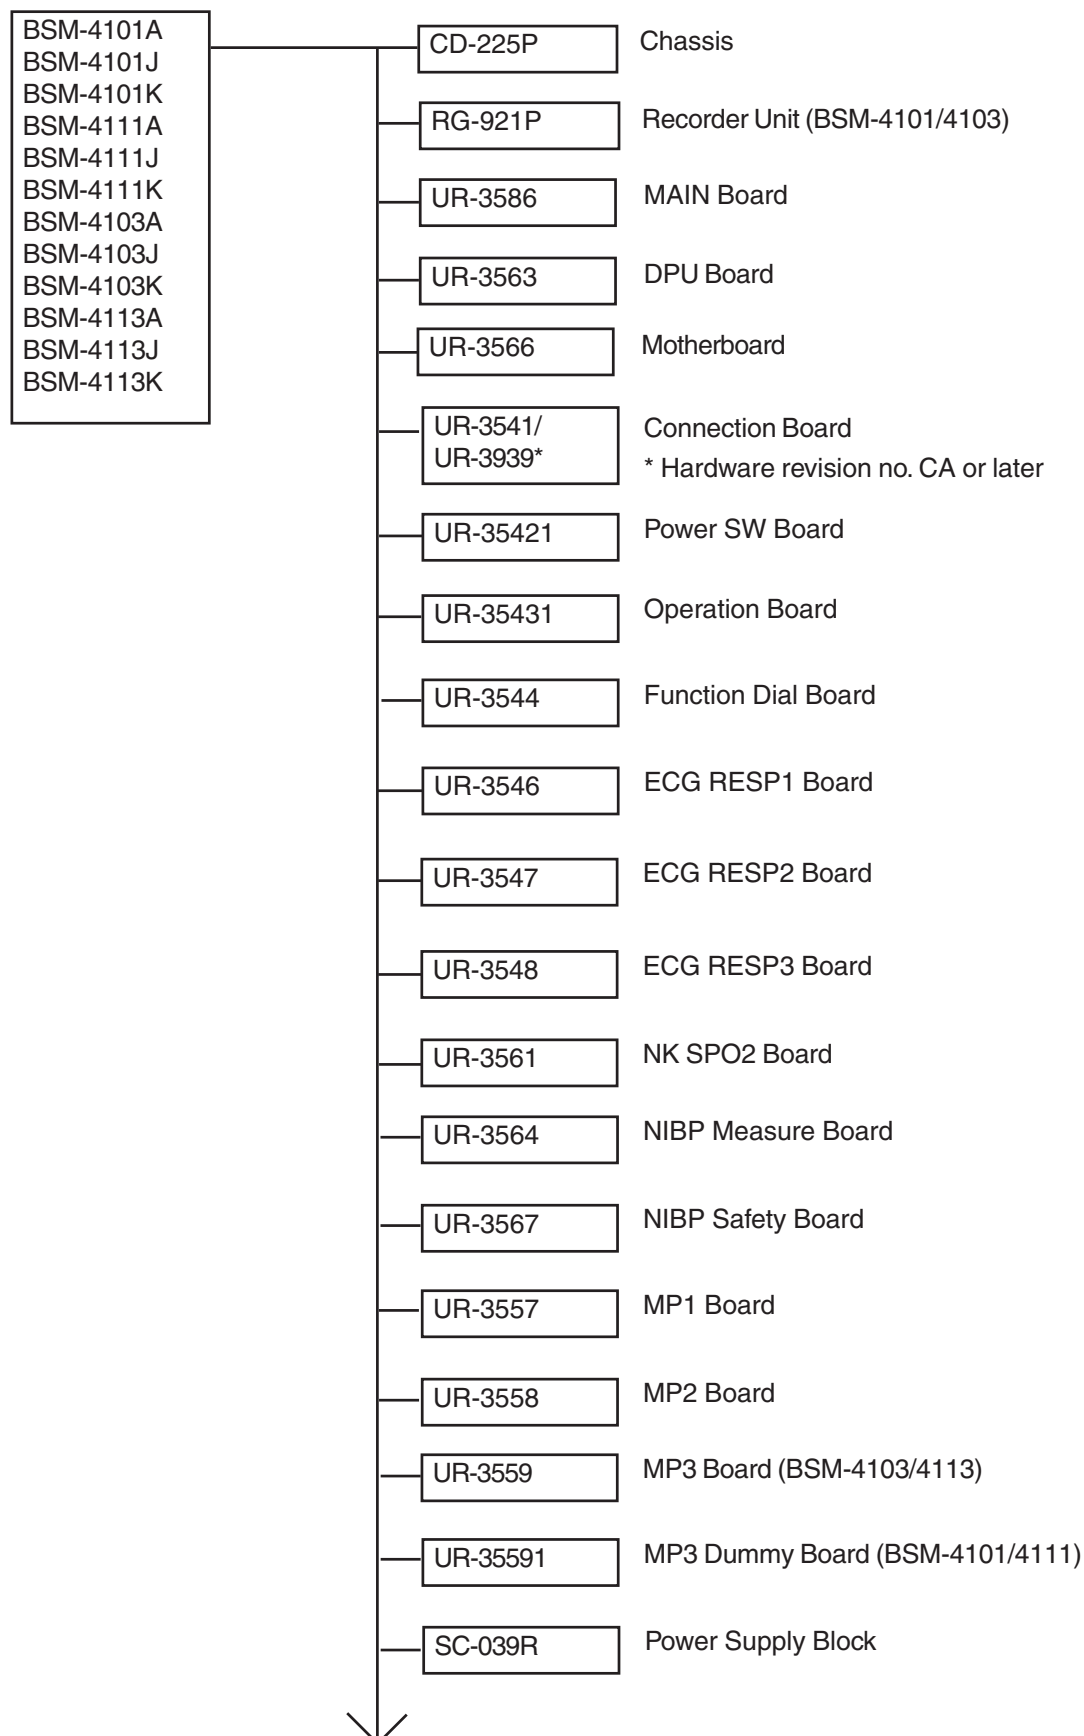 BSM-4101A
BSM-4101J
BSM-4101K
BSM-4111A
BSM-4111J
BSM-4111K
BSM-4103A
BSM-4103J
BSM-4103K
BSM-4113A
BSM-4113J
BSM-4113K
CD-225P Chassis
RG-921P Recorder Unit (BSM-4101/4103)
UR-3586 MAIN Board
UR-3563 DPU Board
UR-3566 Motherboard
UR-3541/ Connection Board
UR-3939* * Hardware revision no. CA or later
UR-35421 Power SW Board
UR-35431 Operation Board
UR-3544 Function Dial Board
UR-3546 ECG RESP1 Board
UR-3547 ECG RESP2 Board
UR-3548 ECG RESP3 Board
UR-3561 NK SPO2 Board
UR-3564 NIBP Measure Board
UR-3567 NIBP Safety Board
UR-3557 MP1 Board
UR-3558 MP2 Board
UR-3559 MP3 Board (BSM-4103/4113)
UR-35591 MP3 Dummy Board (BSM-4101/4111)
SC-039R Power Supply Block